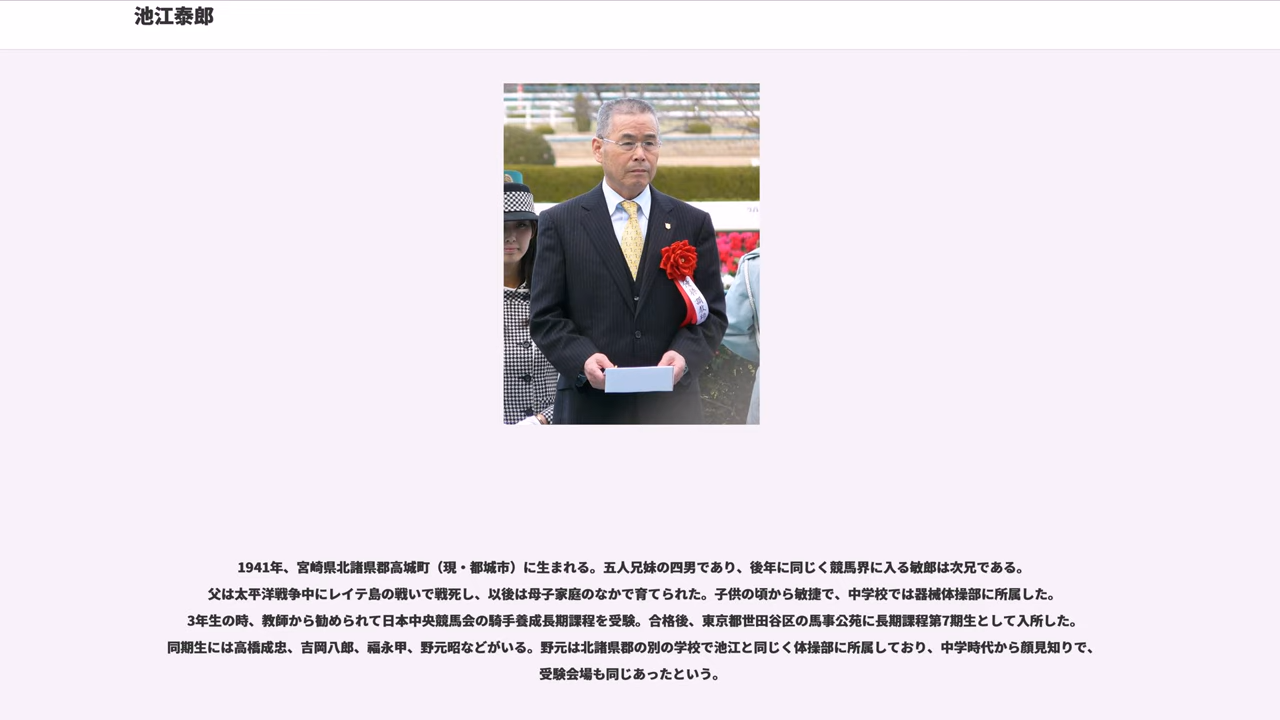 池江泰郎
1941年、宮崎県北諸県郡高城町（現・都城市）に生まれる。五人兄妹の四男であり、後年に同じく競馬界に入る敏郎は次兄である。
父は太平洋戦争中にレイテ島の戦いで戦死し、以後は母子家庭のなかで育てられた。子供の頃から敏捷で、中学校では器械体操部に所属した。
3年生の時、教師から勧められて日本中央競馬会の騎手養成長期課程を受験。合格後、東京都世田谷区の馬事公苑に長期課程第7期生として入所した。
同期生には高橋成忠、吉岡八郎、福永甲、野元昭などがいる。野元は北諸県郡の別の学校で池江と同じく体操部に所属しており、中学時代から顔見知りで、
受験会場も同じあったという。